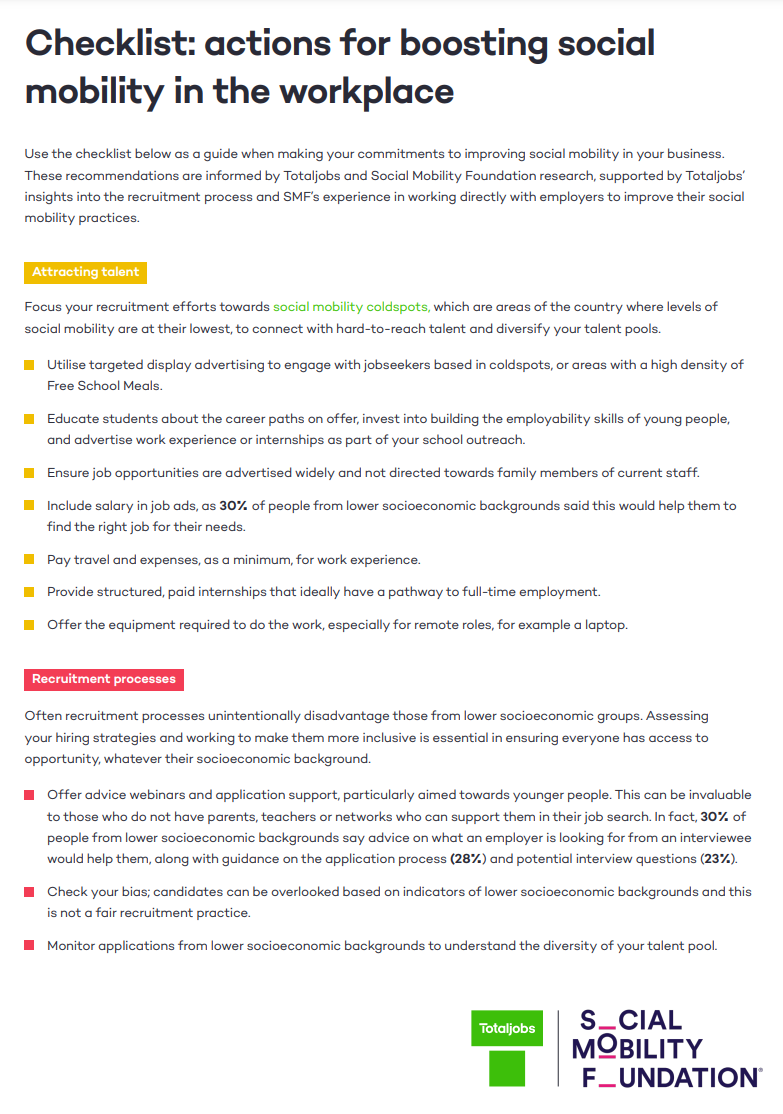 Checklist: actions for boosting social
mobility in the workplace
Use the checklist below as a guide when making your commitments to improving social mobility in your business.
These recommendations are informed by Totaljobs and Social Mobility Foundation research, supported by Totaljobs'
insights into the recruitment process and SMF's experience in working directly with employers to improve their social
mobility practices.
Attracting talent
Focus your recruitment efforts towards social mobility coldspots, which are areas of the country where levels of
social mobility are at their lowest, to connect with hard-to-reach talent and diversify your talent pools.
Utilise targeted display advertising to engage with jobseekers based in coldspots, or areas with a high density of
Free School Meals.
Educate students about the career paths on offer, invest into building the employability skills of young people,
and advertise work experience or internships as part of your school outreach.
Ensure job opportunities are advertised widely and not directed towards family members of current staff.
Include salary in job ads, as 30% of people from lower socioeconomic backgrounds said this would help them to
find the right job for their needs.
Pay travel and expenses, as a minimum, for work experience.
Provide structured, paid internships that ideally have a pathway to full-time employment.
Offer the equipment required to do the work, especially for remote roles, for example a laptop.
Recruitment processes
Often recruitment processes unintentionally disadvantage those from lower socioeconomic groups. Assessing
your hiring strategies and working to make them more inclusive is essential in ensuring everyone has access to
opportunity, whatever their socioeconomic background.
Offer advice webinars and application support, particularly aimed towards younger people. This can be invaluable
to those who do not have parents, teachers or networks who can support them in their job search. In fact, 30% of
people from lower socioeconomic backgrounds say advice on what an employer is looking for from an interviewee
would help them, along with guidance on the application process (28%) and potential interview questions (23%).
Check your bias; candidates can be overlooked based on indicators of lower socioeconomic backgrounds and this
is not a fair recruitment practice.
Monitor applications from lower socioeconomic backgrounds to understand the diversity of your talent pool.
Totaljobs
S_CIAL
MOBILITY
F_UNDATION®